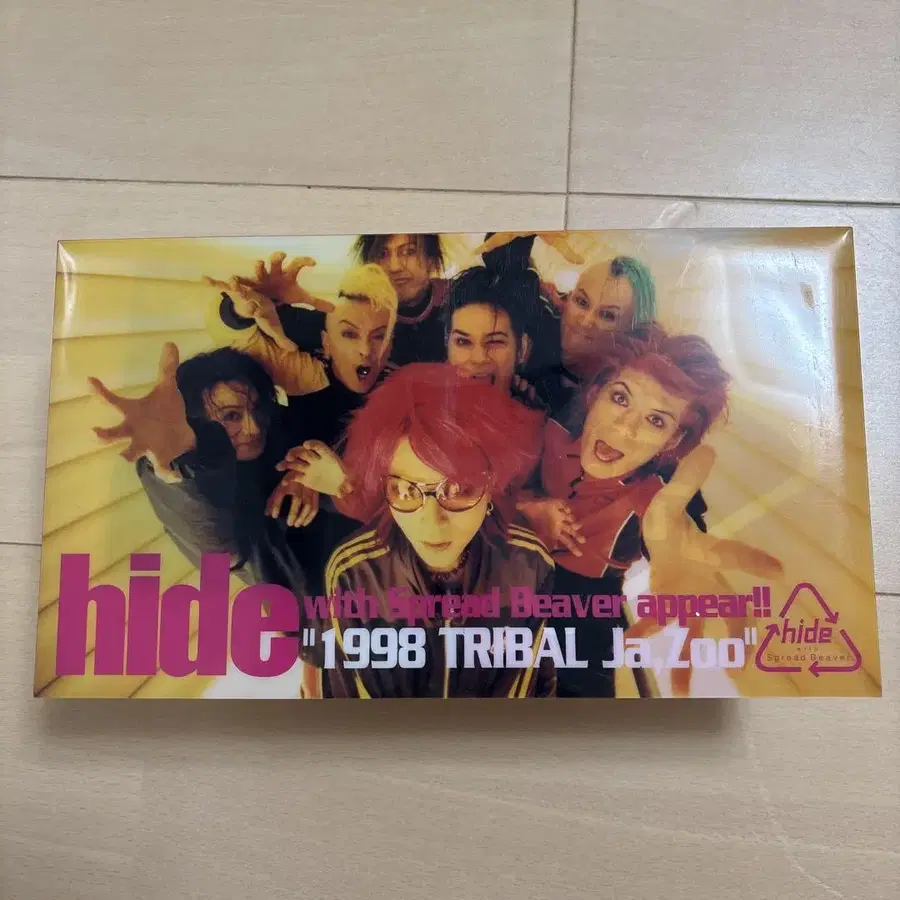 hide with Spread Beaver appear!!
"1998 TRIBAL Ja,Zoo"
hide
with
Spread Beaver